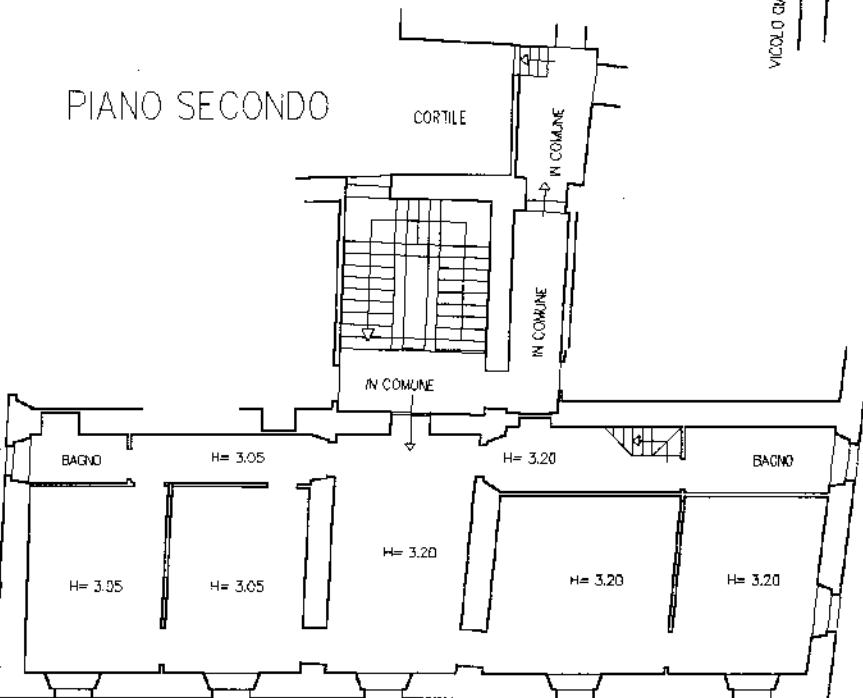 VICOLO
PIANO SECONDO
CORTILE
IN COMUNE
IN COMUNE
IN COMUNE
BAGNO
H= 3.05
H= 3.20
BAGNO
H= 3.20
H= 3.05
H= 3.05
H= 3.20
H= 3.20